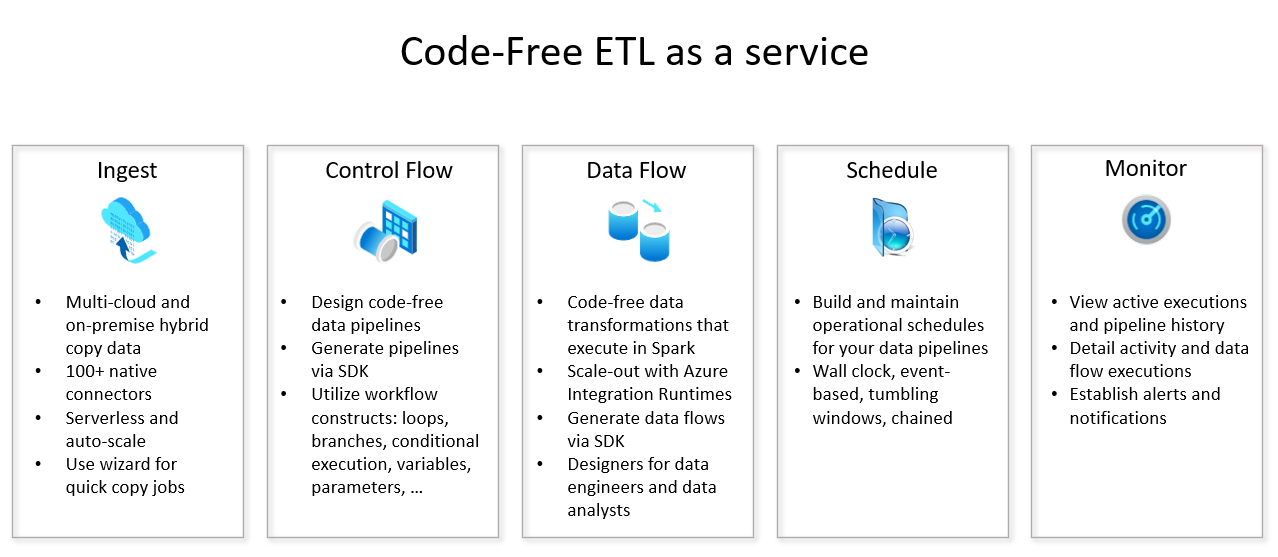 Code-Free ETL as a service
Ingest
• Multi-cloud and
on-premise hybrid
copy data
• 100+ native
connectors
• Serverless and
auto-scale
• Use wizard for
quick copy jobs
Control Flow
• Design code-free
data pipelines
• Generate pipelines
via SDK
• Utilize workflow
constructs: loops,
branches, conditional
execution, variables,
parameters, …
Data Flow
• Code-free data
transformations that
execute in Spark
• Scale-out with Azure
Integration Runtimes
• Generate data flows
via SDK
• Designers for data
engineers and data
analysts
Schedule
• Build and maintain
operational schedules
for your data pipelines
• Wall clock, event-
based, tumbling
windows, chained
Monitor
• View active executions
and pipeline history
• Detail activity and data
flow executions
• Establish alerts and
notifications